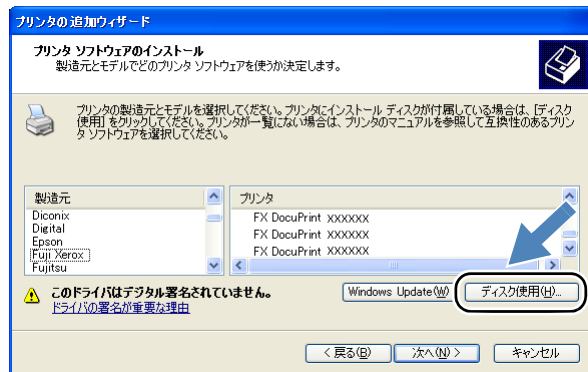 プリンタの追加ウィザード
プリンタ ソフトウェアのインストール
製造元とモデルでどのプリンタ ソフトウェアを使うか決定します。
プリンタの製造元とモデルを選択してください。プリンタにインストール ディスクが付属している場合は、[ディスク
使用] をクリックしてください。プリンタが一覧にない場合は、プリンタのマニュアルを参照して互換性のあるプリン
タ ソフトウェアを選択してください。
製造元
プリンタ
Diconix
FX DocuPrint XXXXXX
Digital
FX DocuPrint XXXXXX
Epson
FX DocuPrint XXXXXX
Fuji Xerox
Fujitsu
このドライバはデジタル署名されていません。
Windows Update(W)
ディスク使用(H)...
ドライバの署名が重要な理由
< 戻る(B)
次へ(N) >
キャンセル